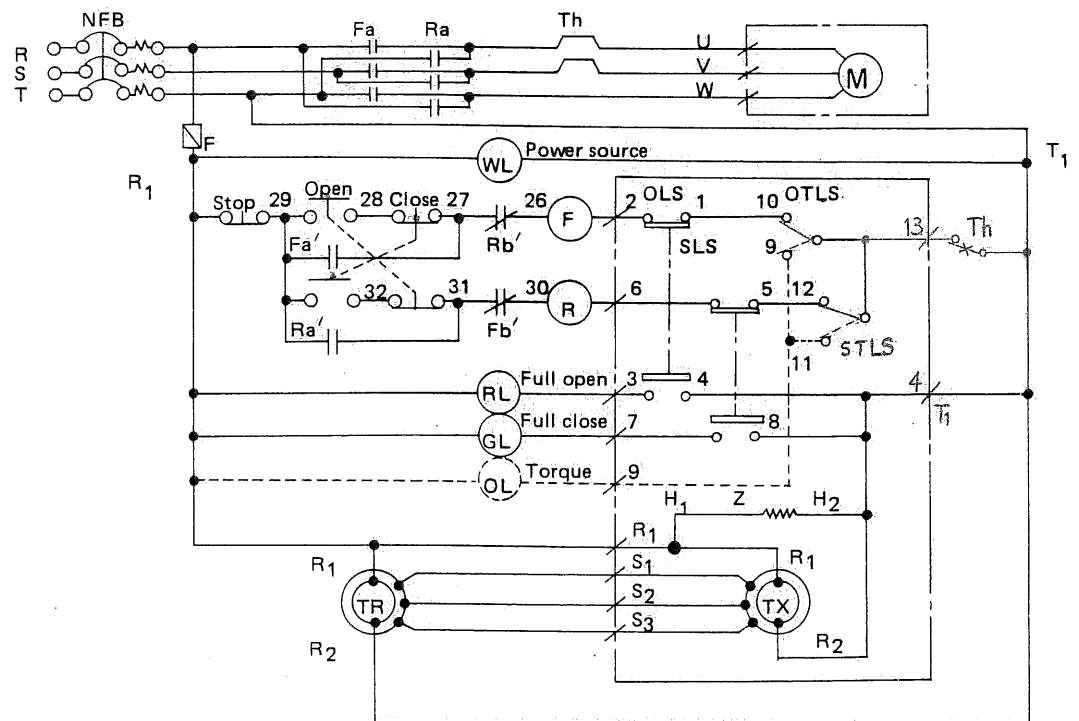 NFB Fa Ra Th
R U
S V M
T W
F
WL Power source T₁
R₁
Stop 29 Open 28 Close 27 26 F 2 OLS 1 10 OTLS
Fa′ Rb′ SLS 9 13 Th
32 31 30 R 6 5 12
Ra′ Fb′ 11 STLS
RL Full open 3 4 4
T₁
GL Full close 7 8
OL Torque 9
H₁ Z H₂
R₁
R₁ S₁ R₁
TR S₂ TX
S₃
R₂ R₂